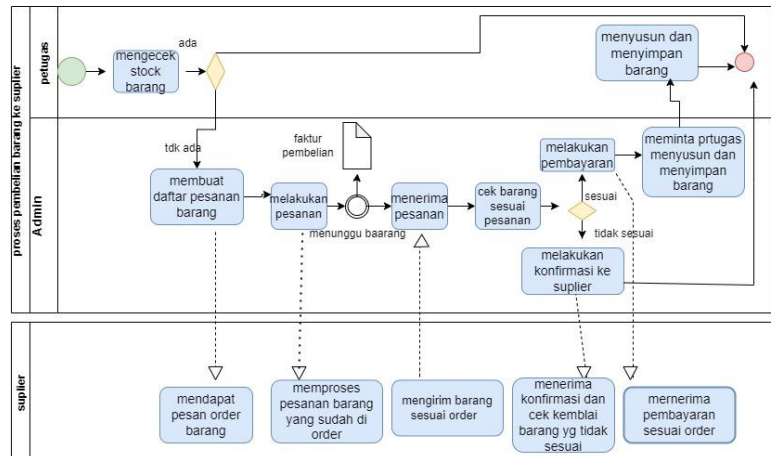 proses pembelian barang ke suplier
petugas
mengecek
stock
barang
ada
menyusun dan
menyimpan
barang
Admin
tdk ada
membuat
daftar pesanan
barang
melakukan
pesanan
faktur
pembelian
menunggu baarang
menerima
pesanan
cek barang
sesuai
pesanan
melakukan
pembayaran
sesuai
tidak sesuai
meminta prtugas
menyusun dan
menyimpan
barang
melakukan
konfirmasi ke
suplier
suplier
mendapat
pesan order
barang
memproses
pesanan barang
yang sudah di
order
mengirim barang
sesuai order
menerima
konfirmasi dan
cek kemblai
barang yg tidak
sesuai
mernerima
pembayaran
sesuai order